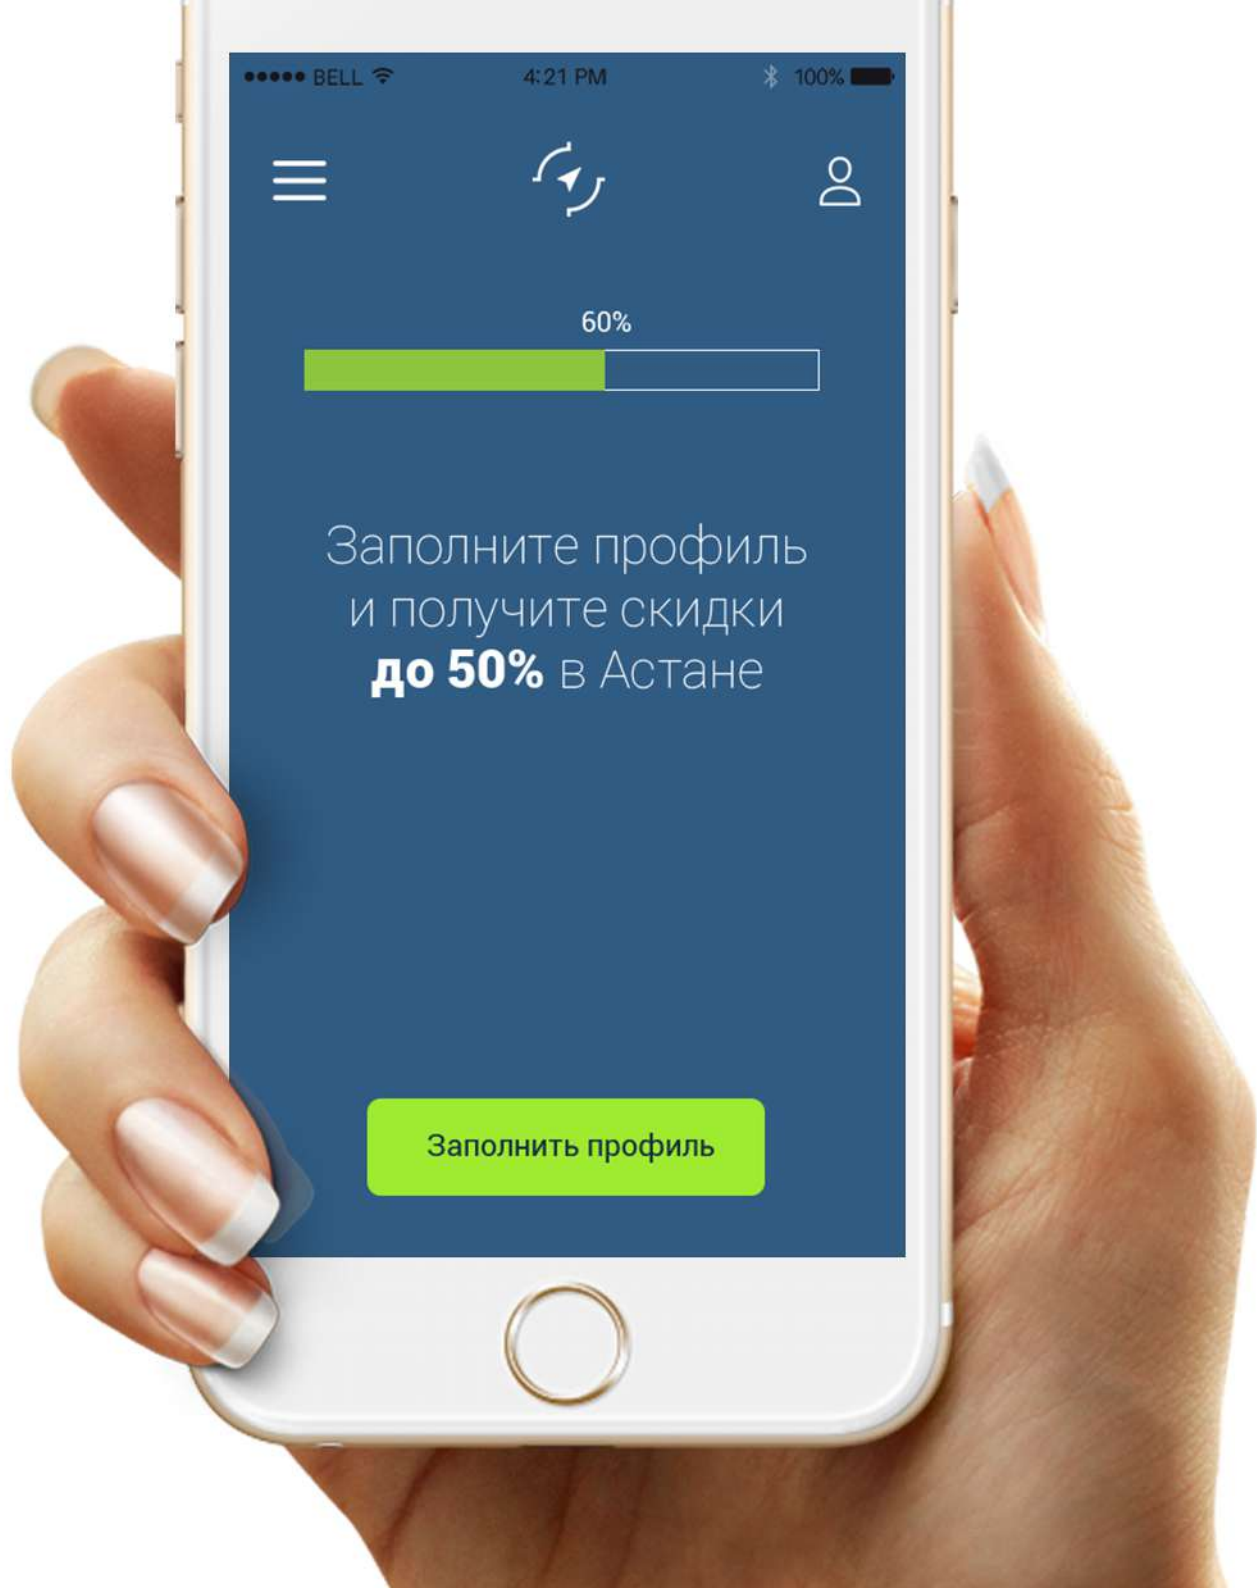 BELL 4:21 PM 100%
60%
Заполните профиль
и получите скидки
до 50% в Астане
Заполнить профиль